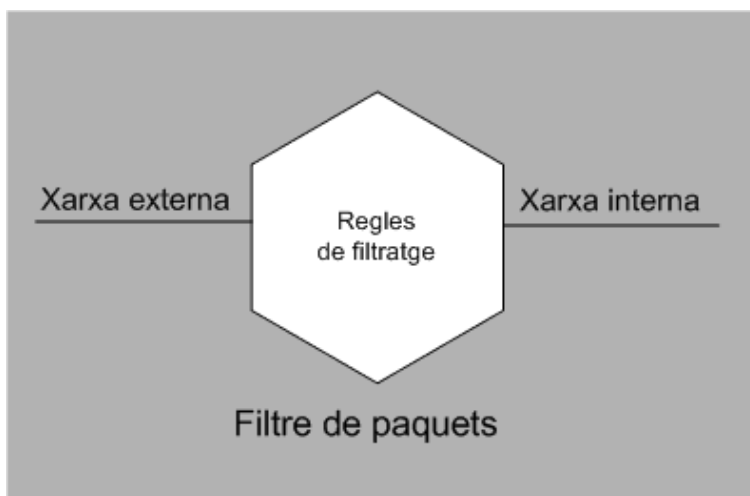 Xarxa externa
Regles
de filtratge
Xarxa interna
Filtre de paquets